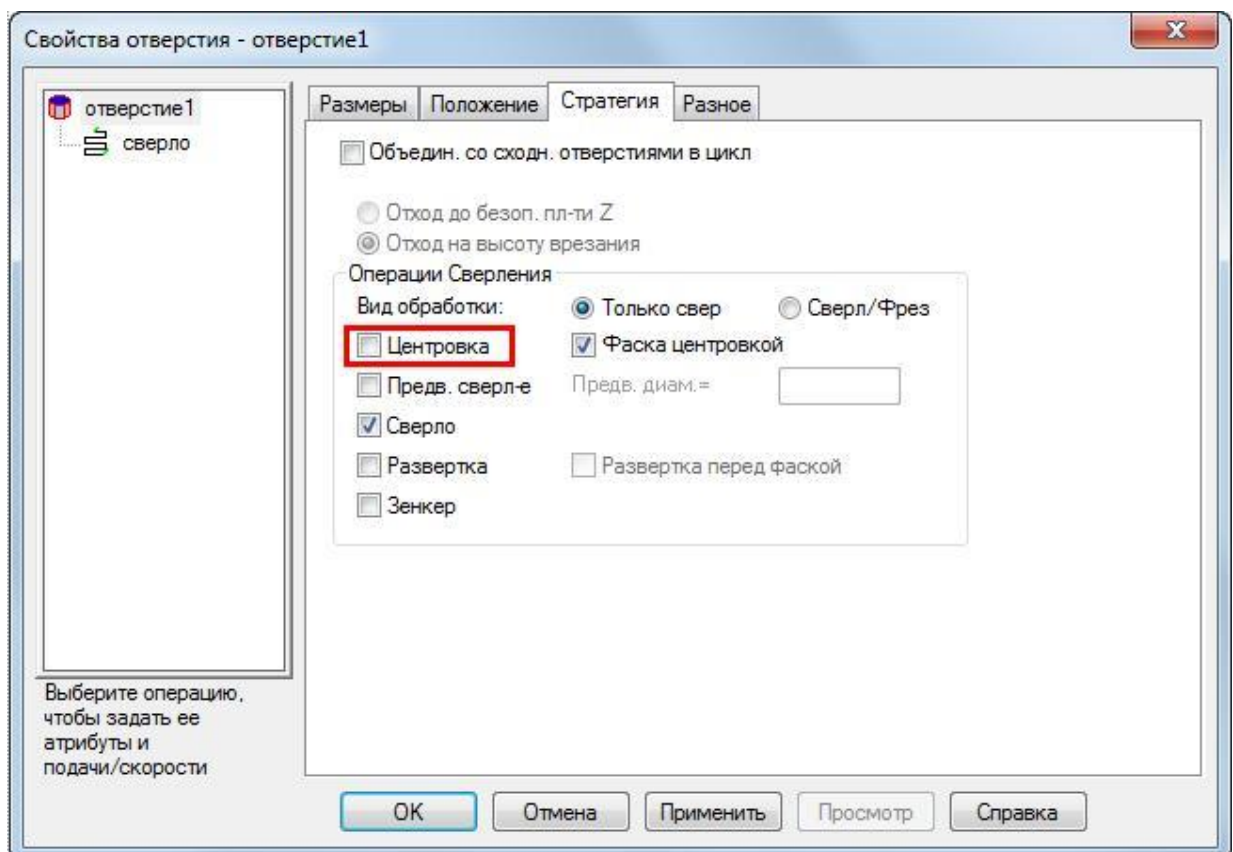 Свойства отверстия - отверстие1
отверстие1
сверло
Выберите операцию,
чтобы задать ее
атрибуты и
подачи/скорости
Размеры Положение Стратегия Разное
Объедин. со сходн. отверстиями в цикл
Отход до безоп. пл-ти Z
Отход на высоту врезания
Операции Сверления
Вид обработки: Только свер Сверл/Фрез
Центровка Фаска центровкой
Предв. сверл-е Предв. диам.=
Сверло
Развертка Развертка перед фаской
Зенкер
OK Отмена Применить Просмотр Справка